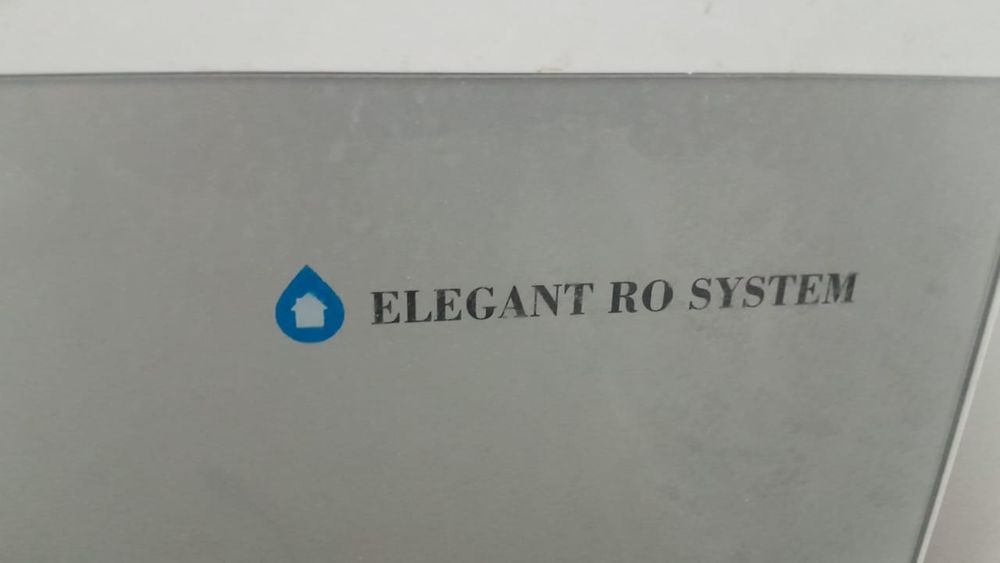 ELEGANT RO SYSTEM